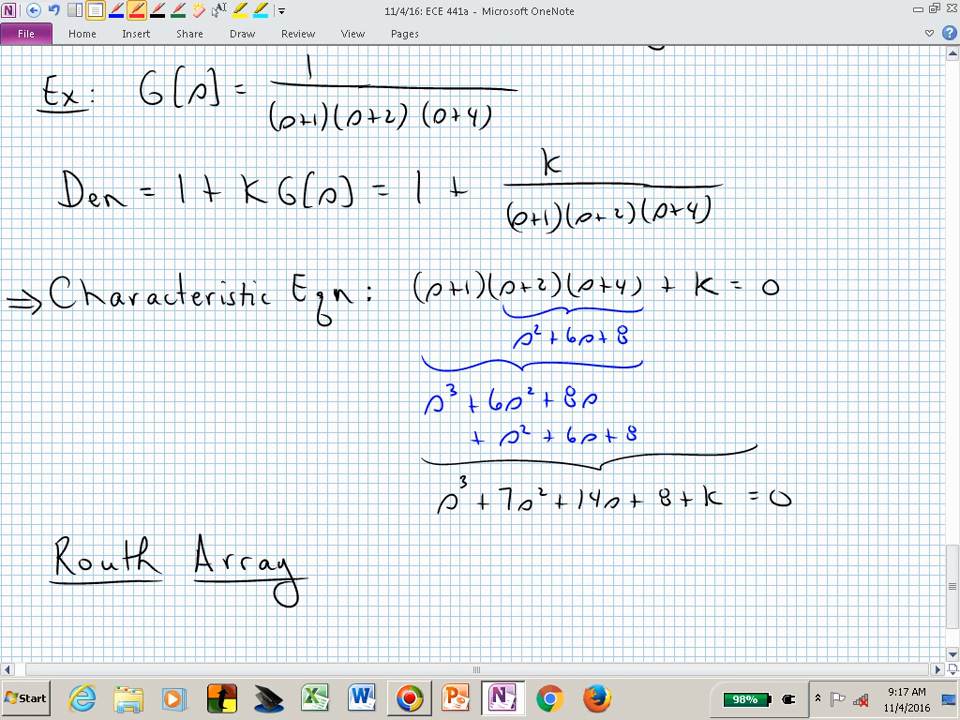 11/4/16: ECE 441a - Microsoft OneNote
File Home Insert Share Draw Review View Pages
Ex: G[s] = 1 / (s+1)(s+2)(s+4)
Den = 1 + K G[s] = 1 + K / (s+1)(s+2)(s+4)
⇒ Characteristic Eqn: (s+1)(s+2)(s+4) + K = 0
s² + 6s + 8
s³ + 6s² + 8s
+ s² + 6s + 8
s³ + 7s² + 14s + 8 + K = 0
Routh Array
Start
98%
9:17 AM
11/4/2016